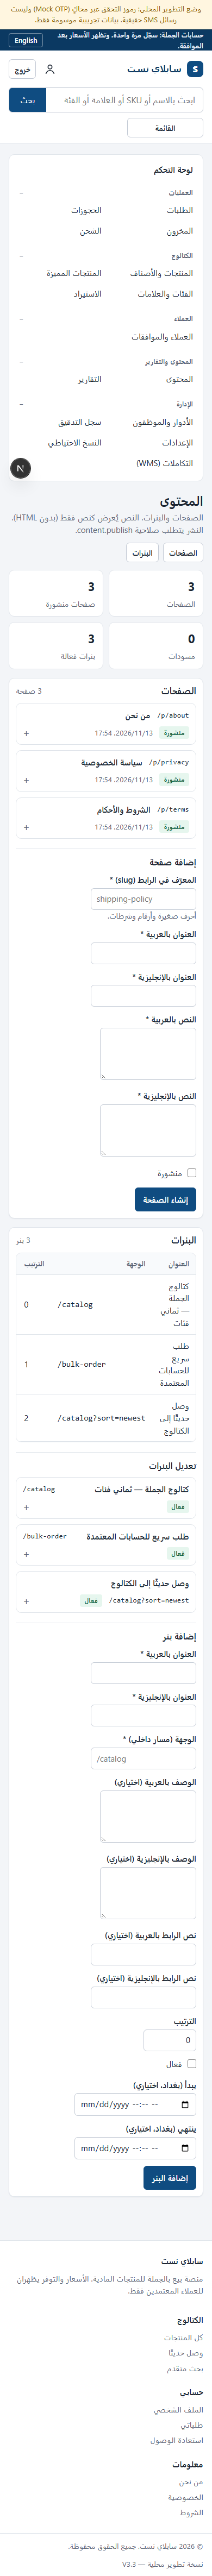 وضع التطوير المحلي: رموز التحقق عبر محاكٍ (Mock OTP) وليست
رسائل SMS حقيقية. بيانات تجريبية موسومة فقط.
حسابات الجملة: سجّل مرة واحدة، وتظهر الأسعار بعد
الموافقة.
English
S
سابلاي نست
خروج
ابحث بالاسم أو SKU أو العلامة أو الفئة
بحث
القائمة
لوحة التحكم
العمليات
−
الطلبات
الحجوزات
المخزون
الشحن
الكتالوج
−
المنتجات والأصناف
المنتجات المميزة
الفئات والعلامات
الاستيراد
العملاء
−
العملاء والموافقات
المحتوى والتقارير
−
المحتوى
التقارير
الإدارة
−
الأدوار والموظفون
سجل التدقيق
الإعدادات
النسخ الاحتياطي
التكاملات (WMS)
N
المحتوى
الصفحات والبنرات. النص يُعرض كنص فقط (بدون HTML).
النشر يتطلب صلاحية content.publish.
الصفحات
البنرات
3
الصفحات
3
صفحات منشورة
0
مسودات
3
بنرات فعالة
الصفحات
3 صفحة
/p/about
من نحن
منشورة
2026/11/13، 17:54
+
/p/privacy
سياسة الخصوصية
منشورة
2026/11/13، 17:54
+
/p/terms
الشروط والأحكام
منشورة
2026/11/13، 17:54
+
إضافة صفحة
المعرّف في الرابط (slug) *
shipping-policy
أحرف صغيرة وأرقام وشرطات.
العنوان بالعربية *
العنوان بالإنجليزية *
النص بالعربية *
النص بالإنجليزية *
منشورة
إنشاء الصفحة
البنرات
3 بنر
العنوان
الوجهة
الترتيب
كتالوج
الجملة
— ثماني
فئات
/catalog
0
طلب
سريع
للحسابات
المعتمدة
/bulk-order
1
وصل
حديثًا إلى
الكتالوج
/catalog?sort=newest
2
تعديل البنرات
كتالوج الجملة — ثماني فئات
/catalog
فعال
+
طلب سريع للحسابات المعتمدة
/bulk-order
فعال
+
وصل حديثًا إلى الكتالوج
/catalog?sort=newest
فعال
+
إضافة بنر
العنوان بالعربية *
العنوان بالإنجليزية *
الوجهة (مسار داخلي) *
/catalog
الوصف بالعربية (اختياري)
الوصف بالإنجليزية (اختياري)
نص الرابط بالعربية (اختياري)
نص الرابط بالإنجليزية (اختياري)
الترتيب
0
فعال
يبدأ (بغداد، اختياري)
mm/dd/yyyy --:-- --
ينتهي (بغداد، اختياري)
mm/dd/yyyy --:-- --
إضافة البنر
سابلاي نست
منصة بيع بالجملة للمنتجات المادية. الأسعار والتوفر يظهران
للعملاء المعتمدين فقط.
الكتالوج
كل المنتجات
وصل حديثًا
بحث متقدم
حسابي
الملف الشخصي
طلباتي
استعادة الوصول
معلومات
من نحن
الخصوصية
الشروط
© 2026 سابلاي نست. جميع الحقوق محفوظة.
نسخة تطوير محلية — V3.3